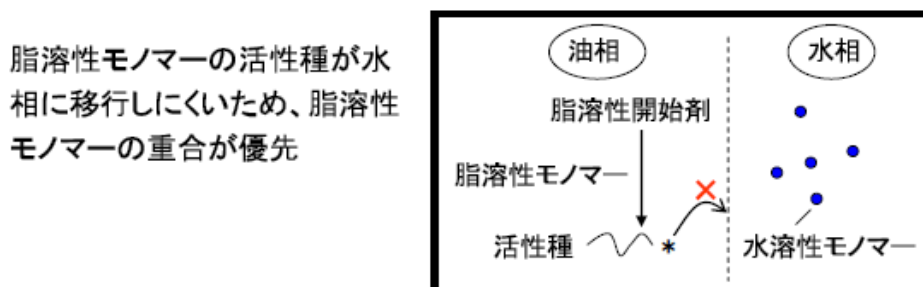 脂溶性モノマーの活性種が水
相に移行しにくいため、脂溶性
モノマーの重合が優先
油相
水相
脂溶性開始剤
脂溶性モノマー
活性種
*
水溶性モノマー